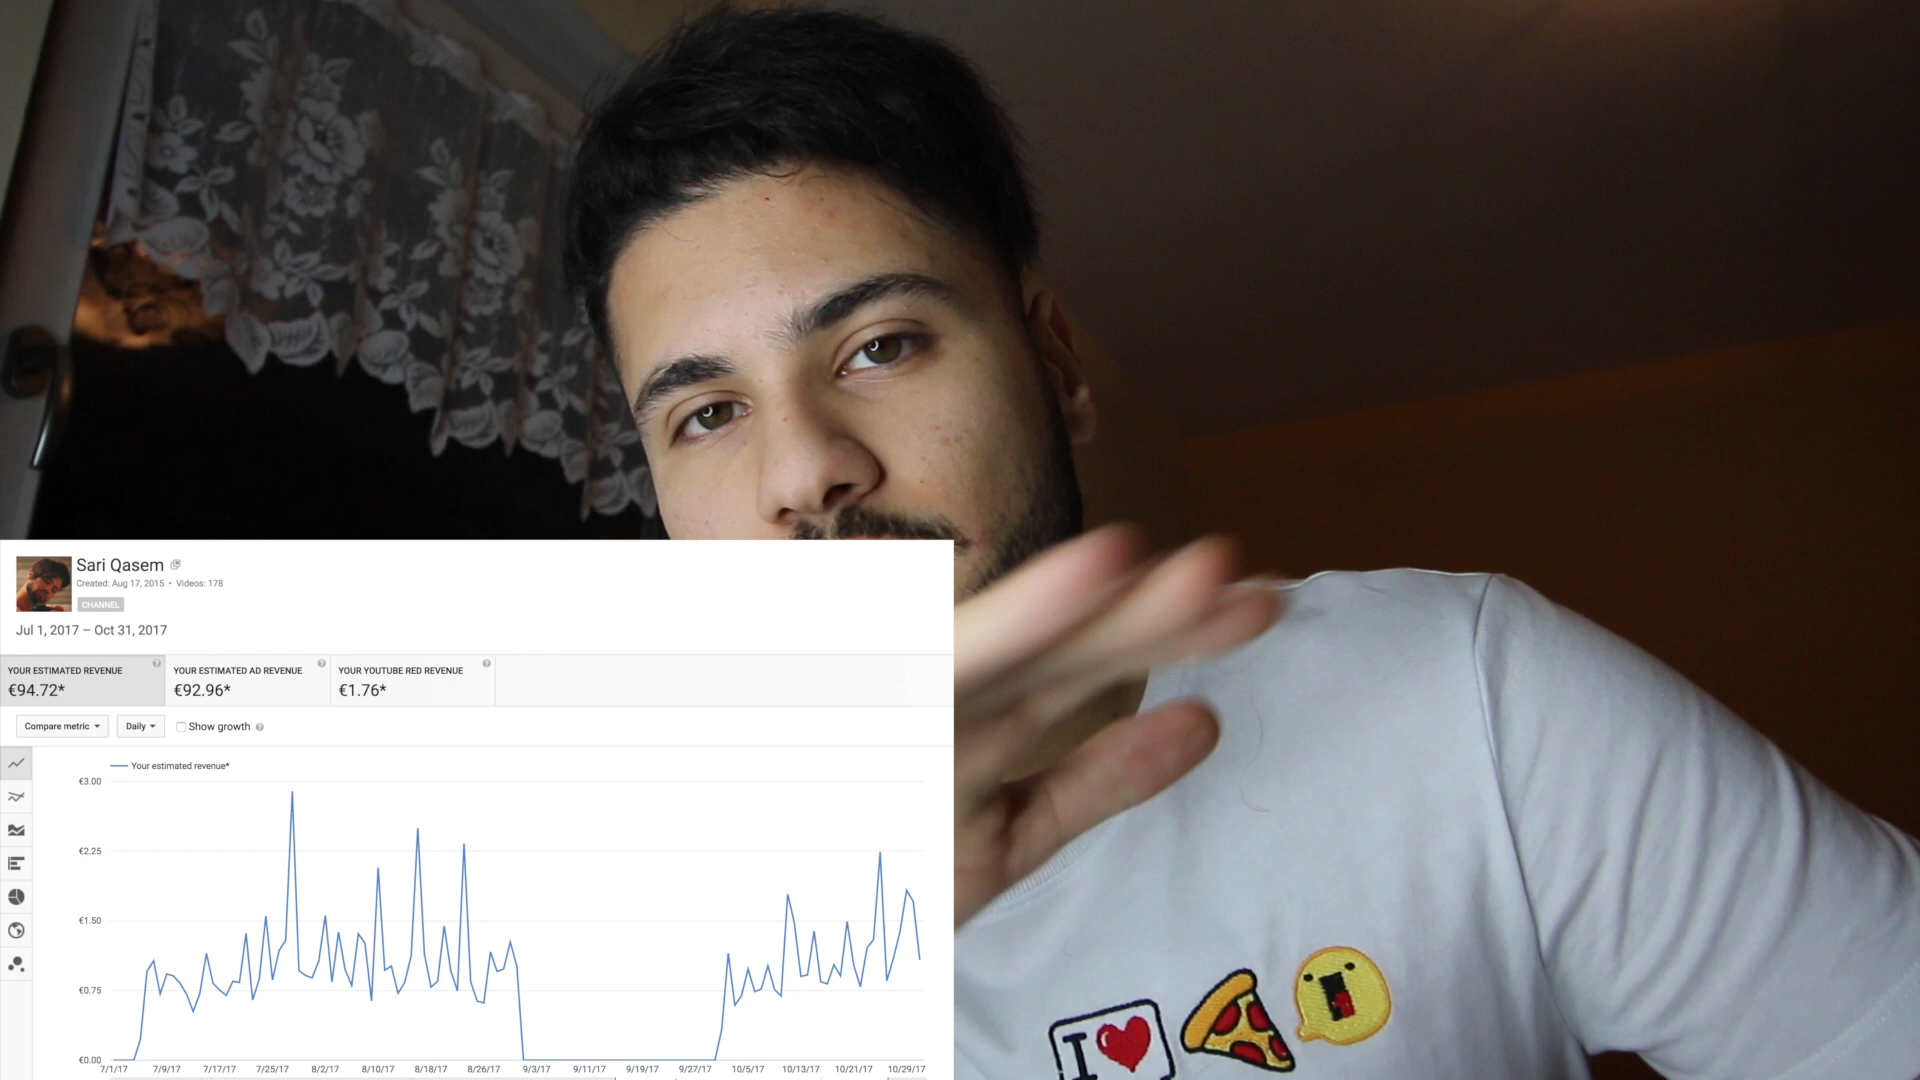 Sari Qasem
Created: Aug 17, 2015 • Videos: 178
CHANNEL
Jul 1, 2017 – Oct 31, 2017
YOUR ESTIMATED REVENUE
€94.72*
YOUR ESTIMATED AD REVENUE
€92.96*
YOUR YOUTUBE RED REVENUE
€1.76*
Compare metric
Daily
Show growth
Your estimated revenue*
€3.00
€2.25
€1.50
€0.75
€0.00
7/1/17 7/9/17 7/17/17 7/25/17 8/2/17 8/10/17 8/18/17 8/26/17 9/3/17 9/11/17 9/19/17 9/27/17 10/5/17 10/13/17 10/21/17 10/29/17
I